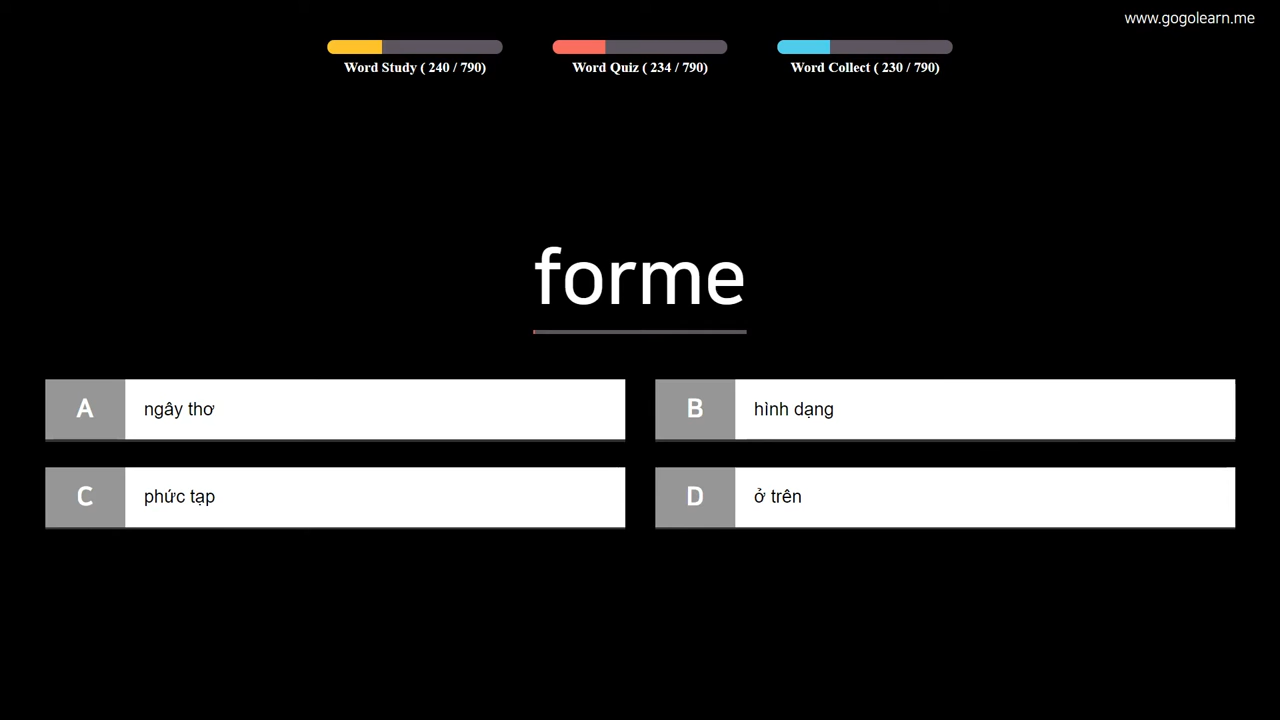 www.gogolearn.me
Word Study ( 240 / 790)
Word Quiz ( 234 / 790)
Word Collect ( 230 / 790)
forme
A ngây thơ
B hình dạng
C phức tạp
D ở trên